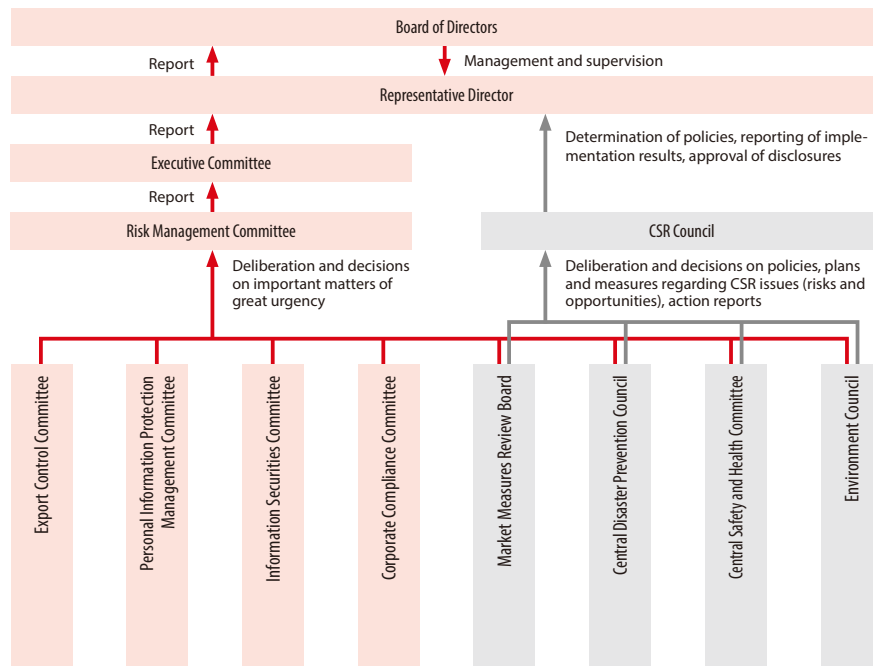 Board of Directors
Report
Management and supervision
Representative Director
Report
Determination of policies, reporting of imple-
mentation results, approval of disclosures
Executive Committee
Report
Risk Management Committee
CSR Council
Deliberation and decisions
on important matters of
great urgency
Deliberation and decisions on policies, plans
and measures regarding CSR issues (risks and
opportunities), action reports
Export Control Committee
Personal Information Protection
Management Committee
Information Securities Committee
Corporate Compliance Committee
Market Measures Review Board
Central Disaster Prevention Council
Central Safety and Health Committee
Environment Council